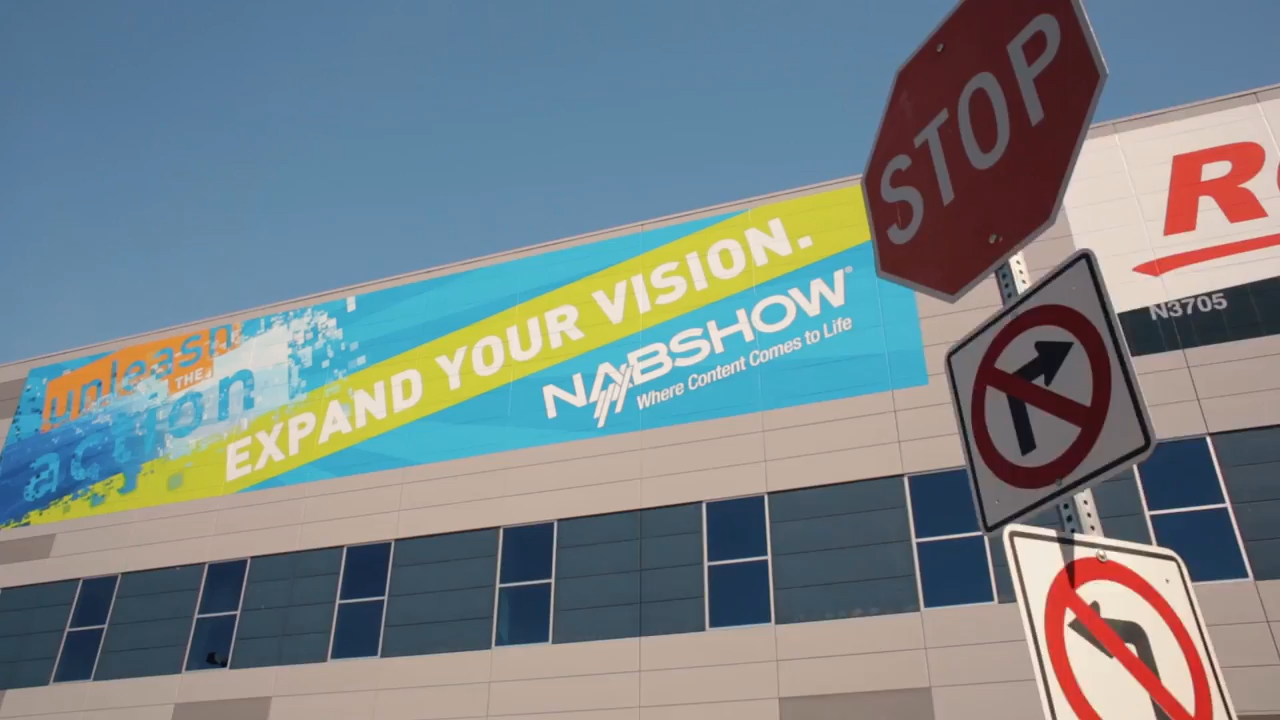 unleash
THE
action
EXPAND YOUR VISION.
NABSHOW®
Where Content Comes to Life
STOP
N3705